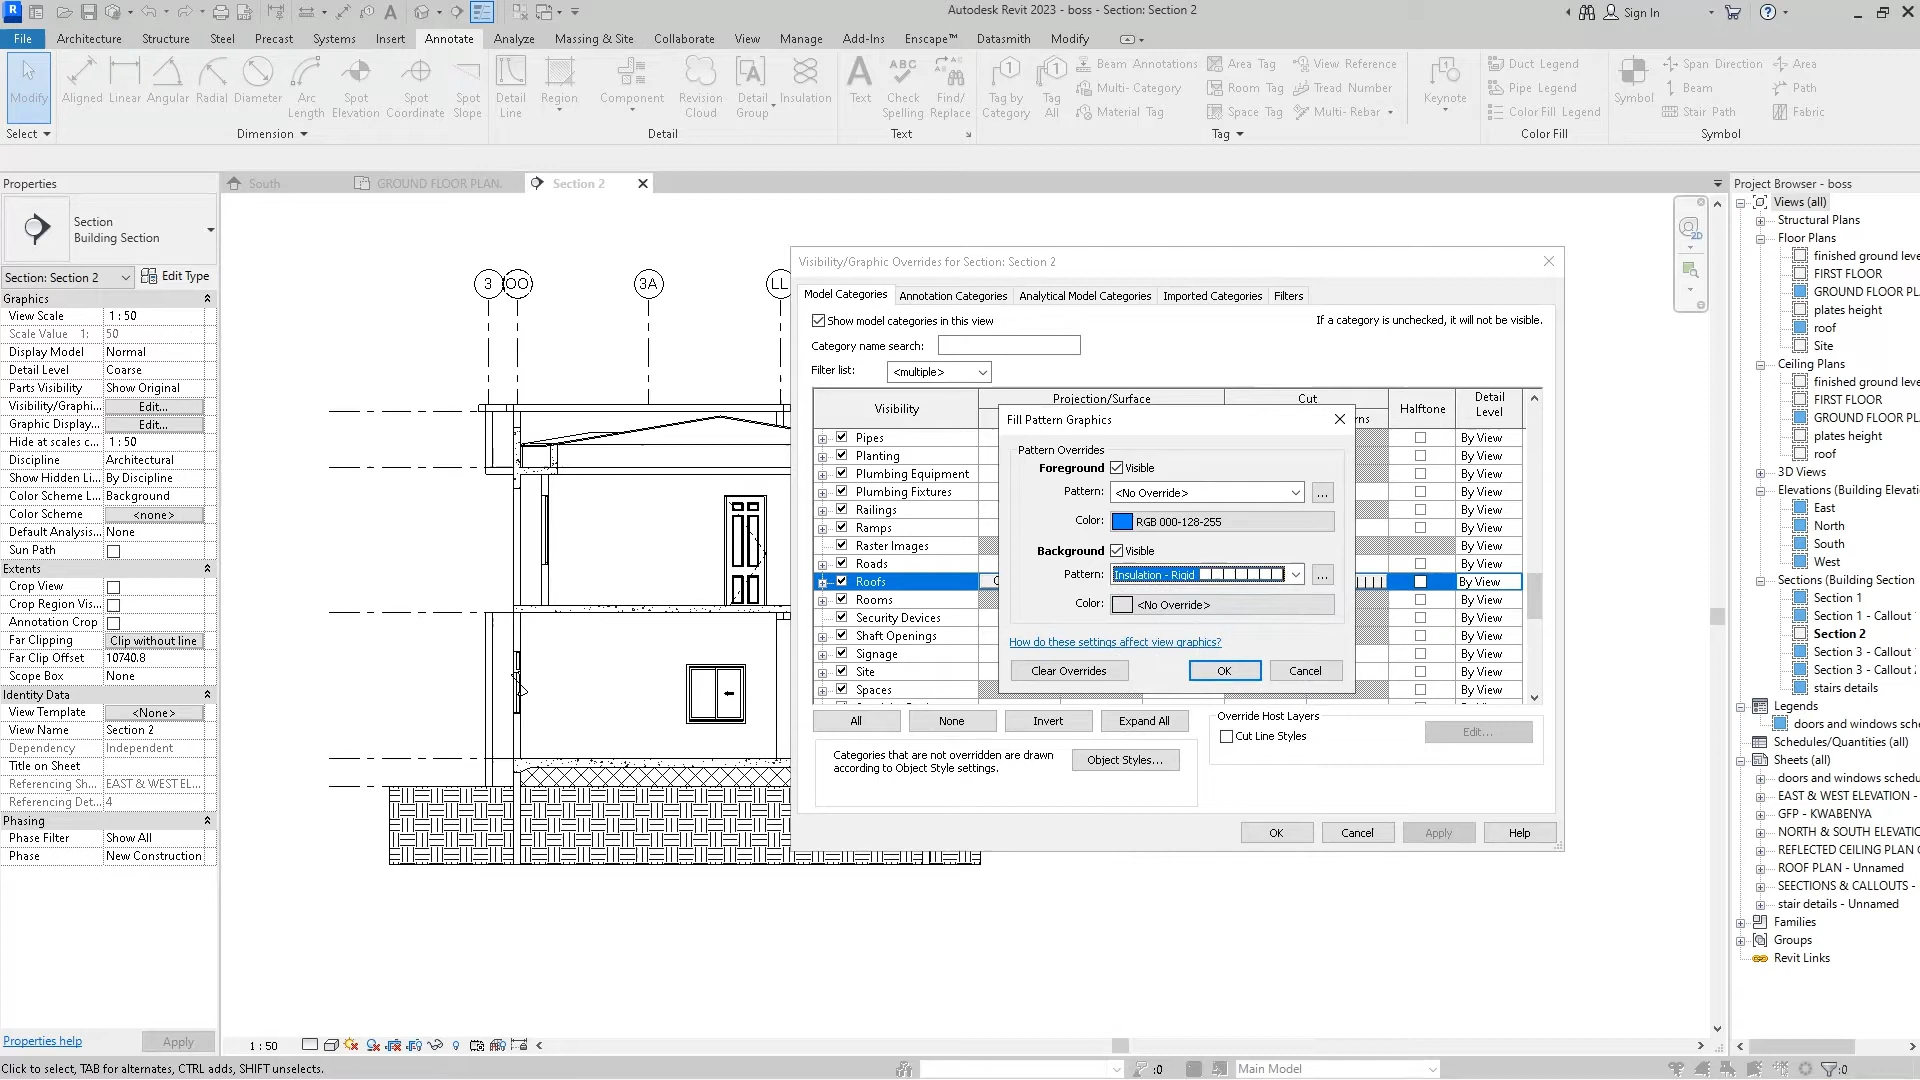 Autodesk Revit 2023 - boss - Section: Section 2
Sign In
File Architecture Structure Steel Precast Systems Insert Annotate Analyze Massing & Site Collaborate View Manage Add-Ins Enscape™ Datasmith Modify
Modify
Aligned Linear Angular Radial Diameter Arc Length Spot Elevation Spot Coordinate Spot Slope
Detail Line Region Component Revision Cloud Detail Group Insulation
Text Check Spelling Find/ Replace
Tag by Category Tag All
Beam Annotations Area Tag View Reference
Multi- Category Room Tag Tread Number
Material Tag Space Tag Multi- Rebar
Keynote
Duct Legend
Pipe Legend
Color Fill Legend
Symbol
Span Direction Area
Beam Path
Stair Path Fabric
Select Dimension Detail Text Tag Color Fill Symbol
Properties
South GROUND FLOOR PLAN. Section 2
Section
Building Section
Section: Section 2 Edit Type
Graphics
View Scale 1 : 50
Scale Value 1: 50
Display Model Normal
Detail Level Coarse
Parts Visibility Show Original
Visibility/Graphi... Edit...
Graphic Display... Edit...
Hide at scales c... 1 : 50
Discipline Architectural
Show Hidden Li... By Discipline
Color Scheme L... Background
Color Scheme <none>
Default Analysis... None
Sun Path
Extents
Crop View
Crop Region Vis...
Annotation Crop
Far Clipping Clip without line
Far Clip Offset 10740.8
Scope Box None
Identity Data
View Template <None>
View Name Section 2
Dependency Independent
Title on Sheet
Referencing Sh... EAST & WEST EL...
Referencing Det... 4
Phasing
Phase Filter Show All
Phase New Construction
Properties help Apply
3 OO 3A LL
Visibility/Graphic Overrides for Section: Section 2
Model Categories Annotation Categories Analytical Model Categories Imported Categories Filters
Show model categories in this view If a category is unchecked, it will not be visible.
Category name search:
Filter list: <multiple>
Visibility Projection/Surface Cut Halftone Detail Level
rns
Pipes By View
Planting By View
Plumbing Equipment By View
Plumbing Fixtures By View
Railings By View
Ramps By View
Raster Images By View
Roads By View
Roofs By View
Rooms By View
Security Devices By View
Shaft Openings By View
Signage By View
Site By View
Spaces By View
Fill Pattern Graphics
Pattern Overrides
Foreground Visible
Pattern: <No Override> ...
Color: RGB 000-128-255
Background Visible
Pattern: Insulation - Rigid ...
Color: <No Override>
How do these settings affect view graphics?
Clear Overrides OK Cancel
All None Invert Expand All
Override Host Layers
Cut Line Styles Edit...
Categories that are not overridden are drawn
according to Object Style settings.
Object Styles...
OK Cancel Apply Help
2D
Project Browser - boss
Views (all)
Structural Plans
Floor Plans
finished ground leve
FIRST FLOOR
GROUND FLOOR PL
plates height
roof
Site
Ceiling Plans
finished ground leve
FIRST FLOOR
GROUND FLOOR PL
plates height
roof
3D Views
Elevations (Building Elevati
East
North
South
West
Sections (Building Section
Section 1
Section 1 - Callout
Section 2
Section 3 - Callout
Section 3 - Callout
stairs details
Legends
doors and windows sche
Schedules/Quantities (all)
Sheets (all)
doors and windows schedu
EAST & WEST ELEVATION -
GFP - KWABENYA
NORTH & SOUTH ELEVATIO
REFLECTED CEILING PLAN
ROOF PLAN - Unnamed
SEECTIONS & CALLOUTS -
stair details - Unnamed
Families
Groups
Revit Links
1 : 50
Click to select, TAB for alternates, CTRL adds, SHIFT unselects. :0 Main Model :0